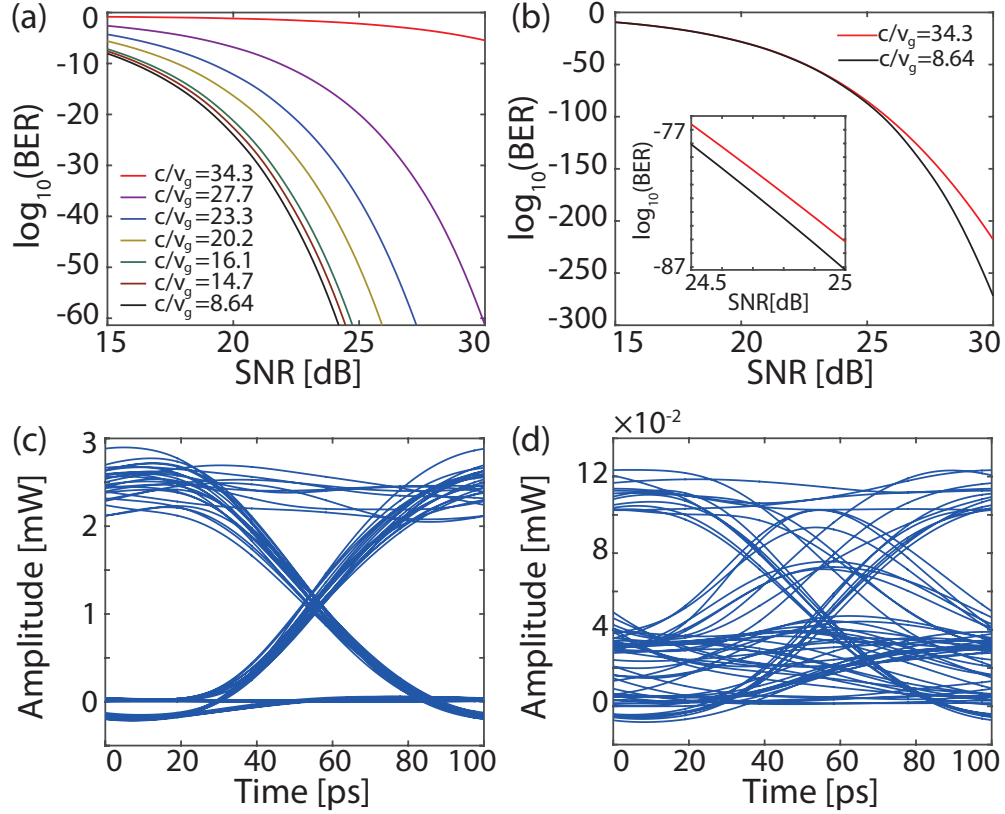 (a)
0
-10
-20
-30
-40
-50
-60
log10(BER)
c/vg=34.3
c/vg=27.7
c/vg=23.3
c/vg=20.2
c/vg=16.1
c/vg=14.7
c/vg=8.64
15 20 25 30
SNR [dB]
(b)
0
-50
-100
-150
-200
-250
-300
log10(BER)
c/vg=34.3
c/vg=8.64
-77
-87
log10(BER)
24.5 25
SNR[dB]
15 20 25 30
SNR [dB]
(c)
3
2
1
0
Amplitude [mW]
0 20 40 60 80 100
Time [ps]
(d)
×10-2
12
8
4
0
Amplitude [mW]
0 20 40 60 80 100
Time [ps]